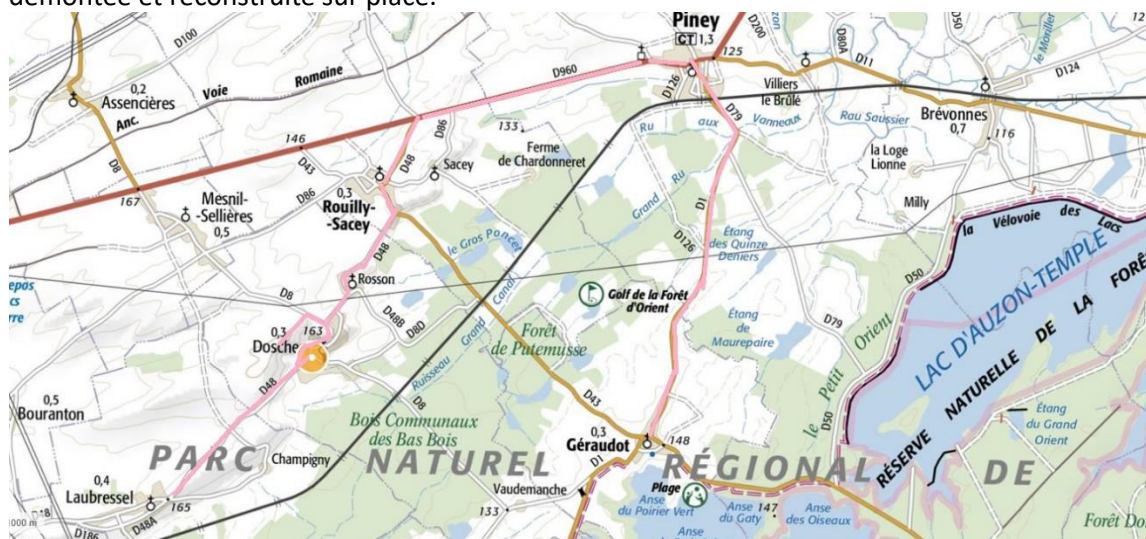 démontée et reconstruite sur place.
Piney
CT 1,3
125
D200
D80A
D50
D11
D124
D100
0,2
Assencières
Anc. Voie Romaine
D960
D126
D79
Villiers
le Brûlé
Ru aux Vanneaux
Rau Saussier
Brévonnes
0,7
116
la Loge
Lionne
Milly
D8
146
D43
D86
D48
D86
133
Ferme
de Chardonneret
Sacey
167
Mesnil-
-Sellières
0,5
0,3
Rouilly-
-Sacey
D48
Rosson
le Gros Poncet
Grand Ru
D126
D1
Étang
des Quinze
Deniers
D50
la Vélovoie des Lacs
LAC D'AUZON-TEMPLE
RÉSERVE NATURELLE DE LA FORÊ
D8
D48B
D8D
Ruisseau Grand Canal
Golf de la Forêt
d'Orient
Forêt
de Putemusse
Étang
de
Maurepaire
D79
le Petit Orient
D50
0,3
163
Dosche
D48
D8
D43
0,5
Bouranton
Bois Communaux
des Bas Bois
0,3
Géraudot
148
D1
Étang
du Grand
Orient
PARC NATUREL RÉGIONAL DE
0,4
Laubressel
165
Champigny
Vaudemanche
133
Plage
Anse
du Poirier Vert
Anse
du Gaty
147
Anse
des Oiseaux
Anse
D48A
D186
1000 m
Forêt Do